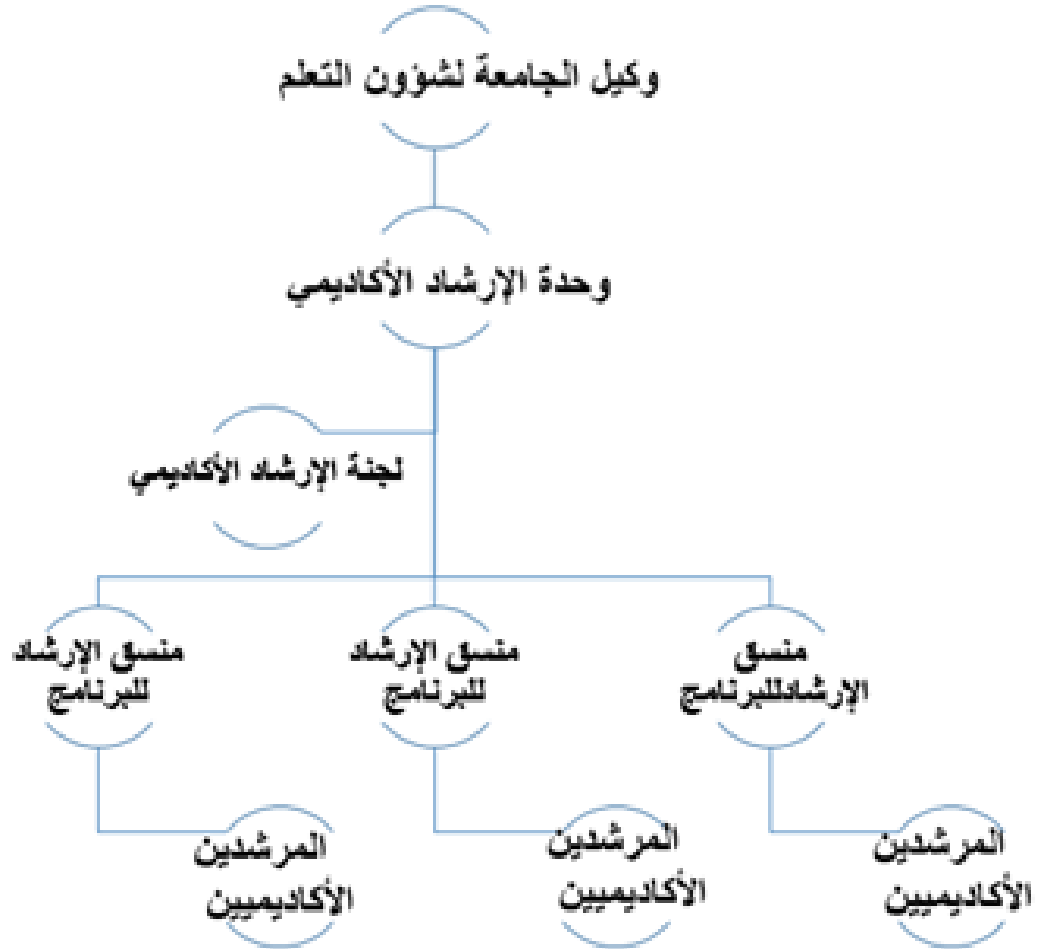 وكيل الجامعة لشؤون التعلم
وحدة الإرشاد الأكاديمي
لجنة الإرشاد الأكاديمي
منسق
الإرشادللبرنامج
منسق الإرشاد
للبرنامج
منسق الإرشاد
للبرنامج
المرشدين
الأكاديميين
المرشدين
الأكاديميين
المرشدين
الأكاديميين